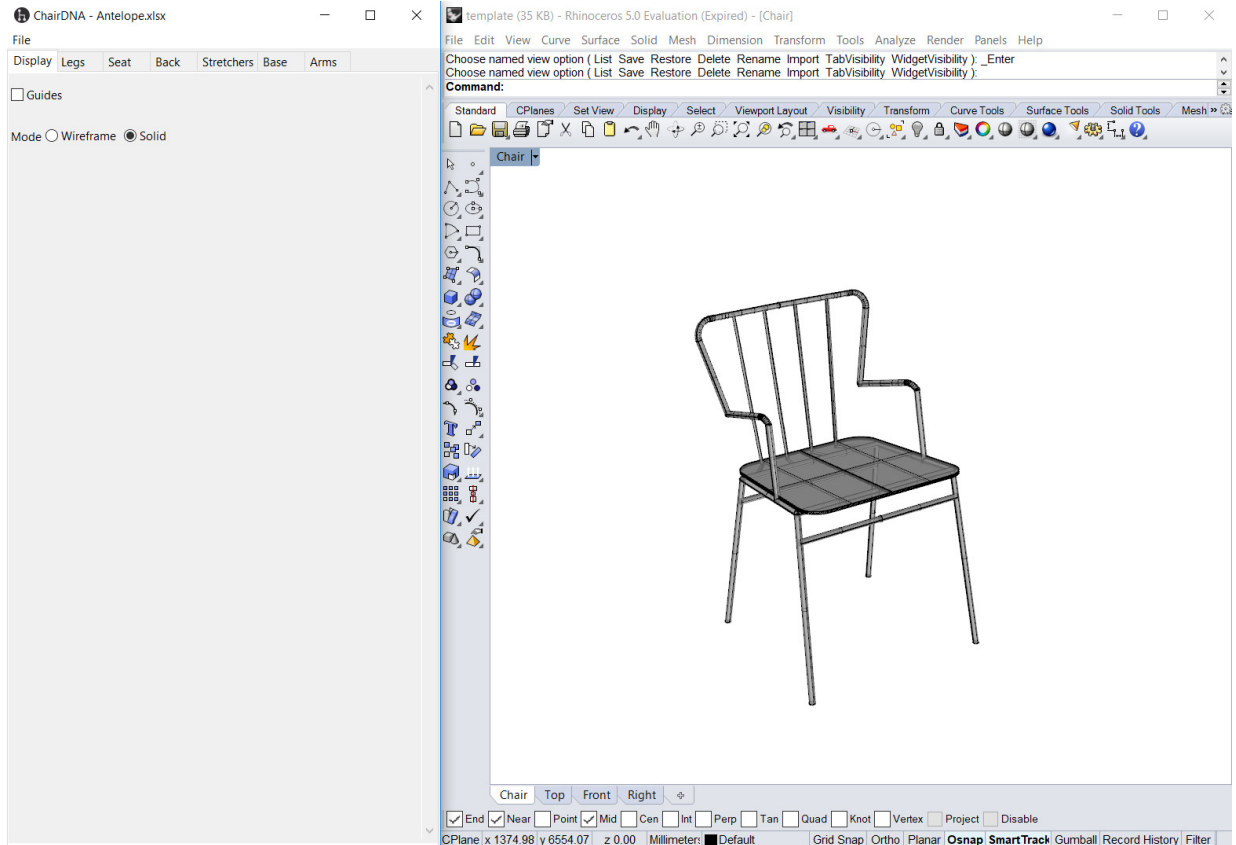 ChairDNA - Antelope.xlsx
File
Display Legs Seat Back Stretchers Base Arms
Guides
Mode Wireframe Solid
template (35 KB) - Rhinoceros 5.0 Evaluation (Expired) - [Chair]
File Edit View Curve Surface Solid Mesh Dimension Transform Tools Analyze Render Panels Help
Choose named view option ( List Save Restore Delete Rename Import TabVisibility WidgetVisibility ): _Enter
Choose named view option ( List Save Restore Delete Rename Import TabVisibility WidgetVisibility ):
Command:
Standard CPlanes Set View Display Select Viewport Layout Visibility Transform Curve Tools Surface Tools Solid Tools Mesh »
Chair
Chair Top Front Right
End Near Point Mid Cen Int Perp Tan Quad Knot Vertex Project Disable
CPlane x 1374.98 y 6554.07 z 0.00 Millimeters Default Grid Snap Ortho Planar Osnap SmartTrack Gumball Record History Filter